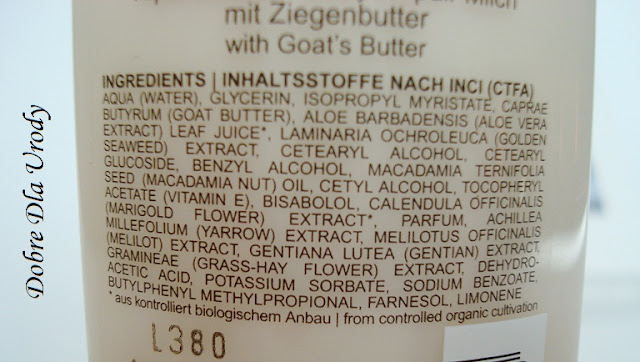 Milch
mit Ziegenbutter
with Goat's Butter
INGREDIENTS | INHALTSSTOFFE NACH INCI (CTFA)
AQUA (WATER), GLYCERIN, ISOPROPYL MYRISTATE, CAPRAE
BUTYRUM (GOAT BUTTER), ALOE BARBADENSIS (ALOE VERA
EXTRACT) LEAF JUICE*, LAMINARIA OCHROLEUCA (GOLDEN
SEAWEED) EXTRACT, CETEARYL ALCOHOL, CETEARYL
GLUCOSIDE, BENZYL ALCOHOL, MACADAMIA TERNIFOLIA
SEED (MACADAMIA NUT) OIL, CETYL ALCOHOL, TOCOPHERYL
ACETATE (VITAMIN E), BISABOLOL, CALENDULA OFFICINALIS
(MARIGOLD FLOWER) EXTRACT*, PARFUM, ACHILLEA
MILLEFOLIUM (YARROW) EXTRACT, MELILOTUS OFFICINALIS
(MELILOT) EXTRACT, GENTIANA LUTEA (GENTIAN) EXTRACT,
GRAMINEAE (GRASS-HAY FLOWER) EXTRACT, DEHYDRO-
ACETIC ACID, POTASSIUM SORBATE, SODIUM BENZOATE,
BUTYLPHENYL METHYLPROPIONAL, FARNESOL, LIMONENE
* aus kontrolliert biologischem Anbau | from controlled organic cultivation
L380
Dobre Dla Urody